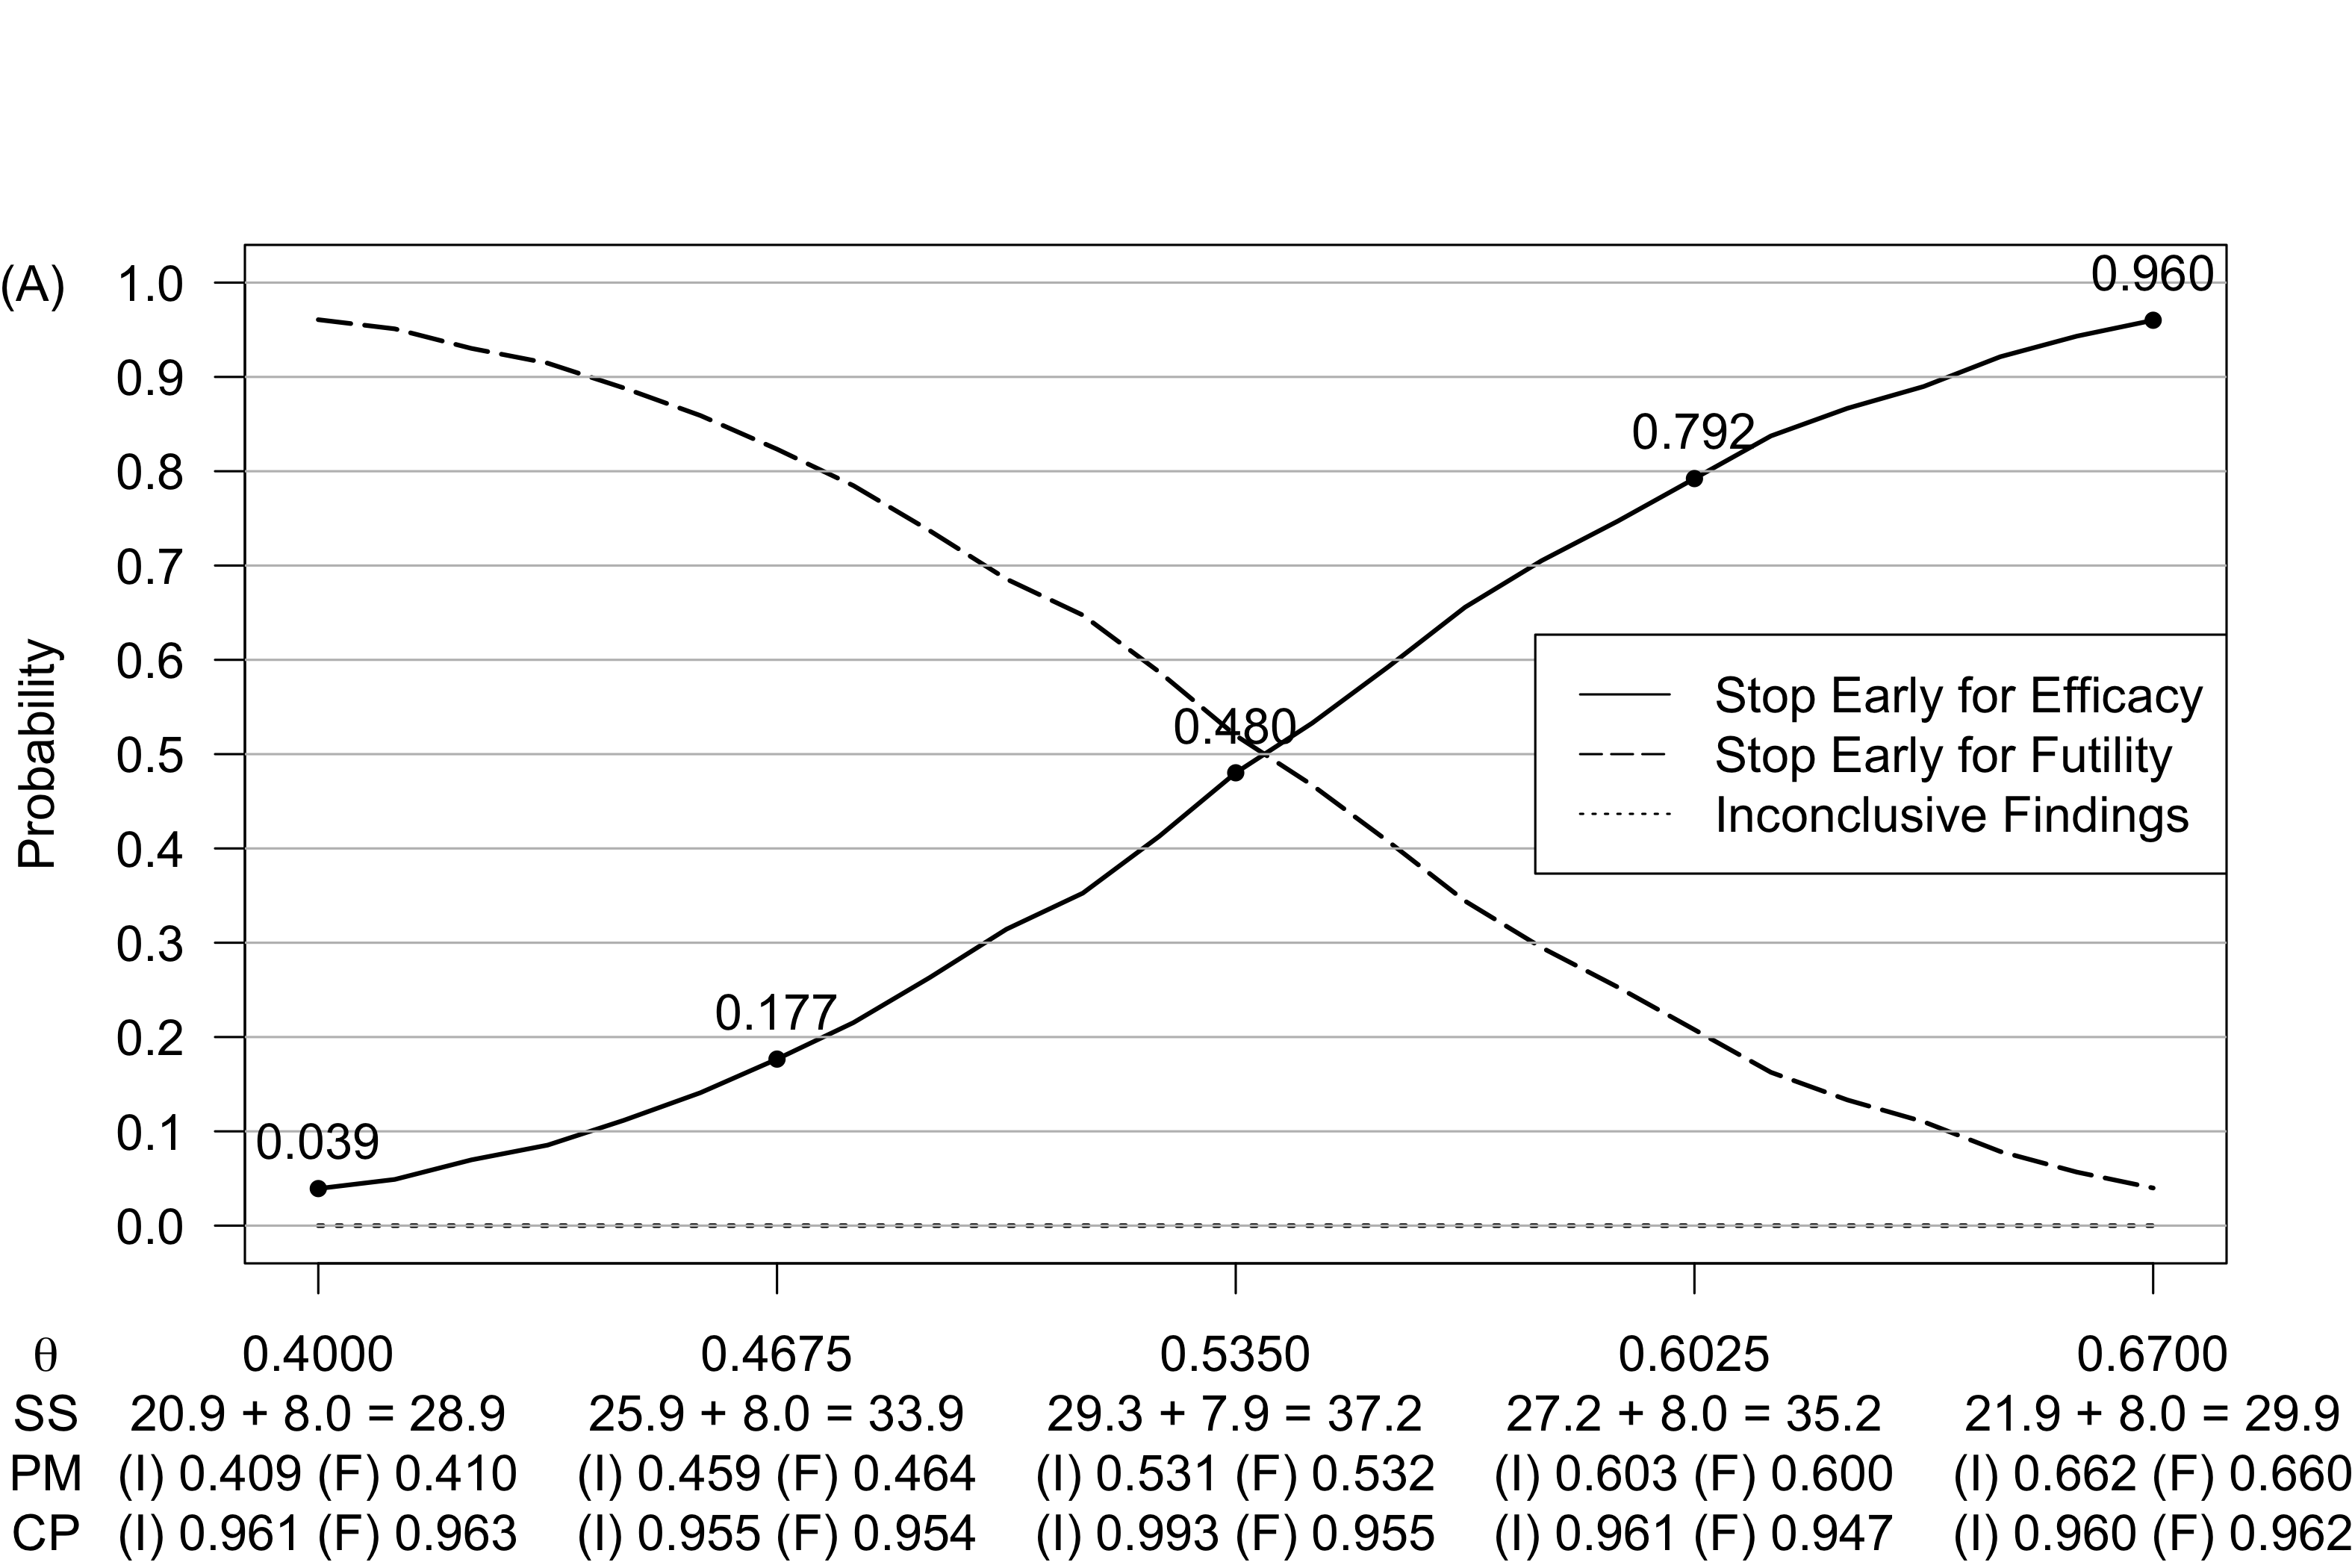 (A)
Probability
1.0
0.9
0.8
0.7
0.6
0.5
0.4
0.3
0.2
0.1
0.0
0.039
0.177
0.480
0.792
0.960
Stop Early for Efficacy
Stop Early for Futility
Inconclusive Findings
θ 0.4000 0.4675 0.5350 0.6025 0.6700
SS 20.9 + 8.0 = 28.9 25.9 + 8.0 = 33.9 29.3 + 7.9 = 37.2 27.2 + 8.0 = 35.2 21.9 + 8.0 = 29.9
PM (I) 0.409 (F) 0.410 (I) 0.459 (F) 0.464 (I) 0.531 (F) 0.532 (I) 0.603 (F) 0.600 (I) 0.662 (F) 0.660
CP (I) 0.961 (F) 0.963 (I) 0.955 (F) 0.954 (I) 0.993 (F) 0.955 (I) 0.961 (F) 0.947 (I) 0.960 (F) 0.962